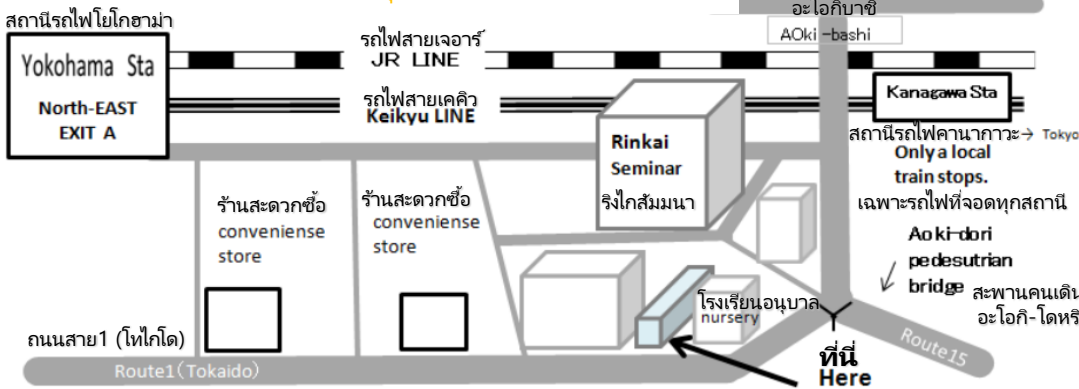 สถานีรถไฟโยโกฮาม่า
Yokohama Sta
North-EAST
EXIT A
รถไฟสายเจอาร์
JR LINE
รถไฟสายเคคิว
Keikyu LINE
อะโอกิบาชิ
AOki -bashi
Kanagawa Sta
สถานีรถไฟคานากาวะ→ Tokyo
Only a local
train stops.
เฉพาะรถไฟที่จอดทุกสถานี
Rinkai
Seminar
ริงไกสัมมนา
ร้านสะดวกซื้อ
conveniense
store
ร้านสะดวกซื้อ
conveniense
store
Aoki-dori
pedesutrian
bridge
สะพานคนเดิน
อะโอกิ-โดหริ
โรงเรียนอนุบาล
nursery
ถนนสาย1 (โทไกโด)
Route1(Tokaido)
Route15
ที่นี่
Here